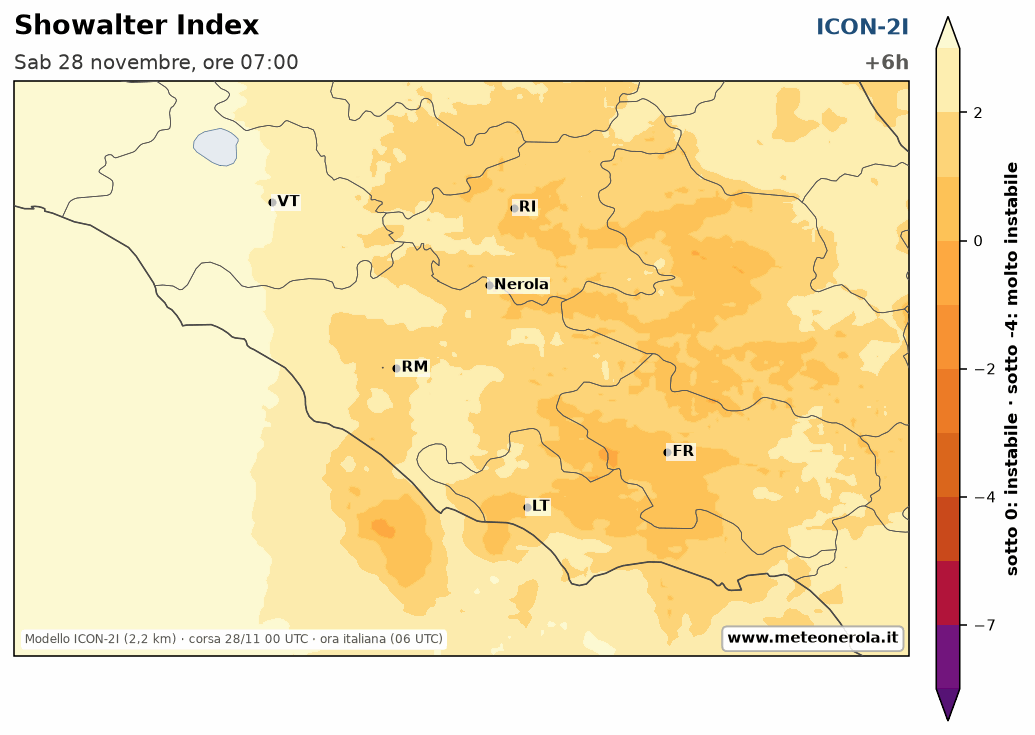 Showalter Index
ICON-2I
Sab 28 novembre, ore 07:00
+6h
VT
RI
Nerola
RM
FR
LT
Modello ICON-2I (2,2 km) · corsa 28/11 00 UTC · ora italiana (06 UTC)
www.meteonerola.it
2
0
−2
−4
−7
sotto 0: instabile · sotto -4: molto instabile